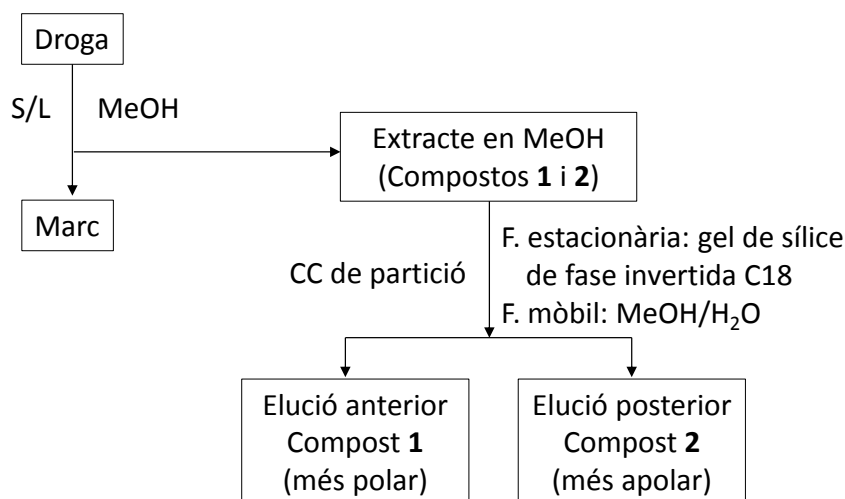 Droga
S/L
MeOH
Extracte en MeOH
(Compostos 1 i 2)
Marc
CC de partició
F. estacionària: gel de sílice
de fase invertida C18
F. mòbil: MeOH/H₂O
Elució anterior
Compost 1
(més polar)
Elució posterior
Compost 2
(més apolar)